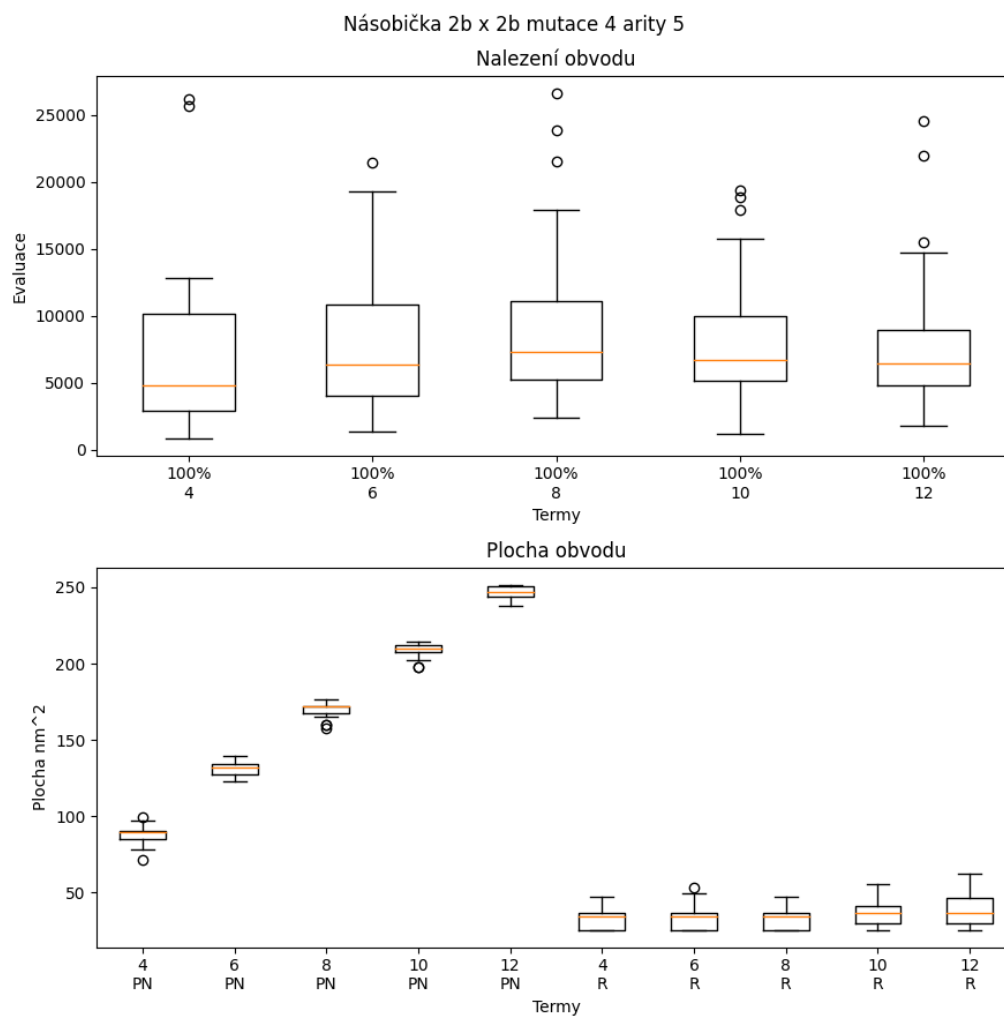 Násobička 2b x 2b mutace 4 arity 5
Nalezení obvodu
25000
20000
15000
10000
5000
0
Evaluace
100% 100% 100% 100% 100%
4 6 8 10 12
Termy
Plocha obvodu
250
200
150
100
50
Plocha nm^2
4 6 8 10 12 4 6 8 10 12
PN PN PN PN PN R R R R R
Termy